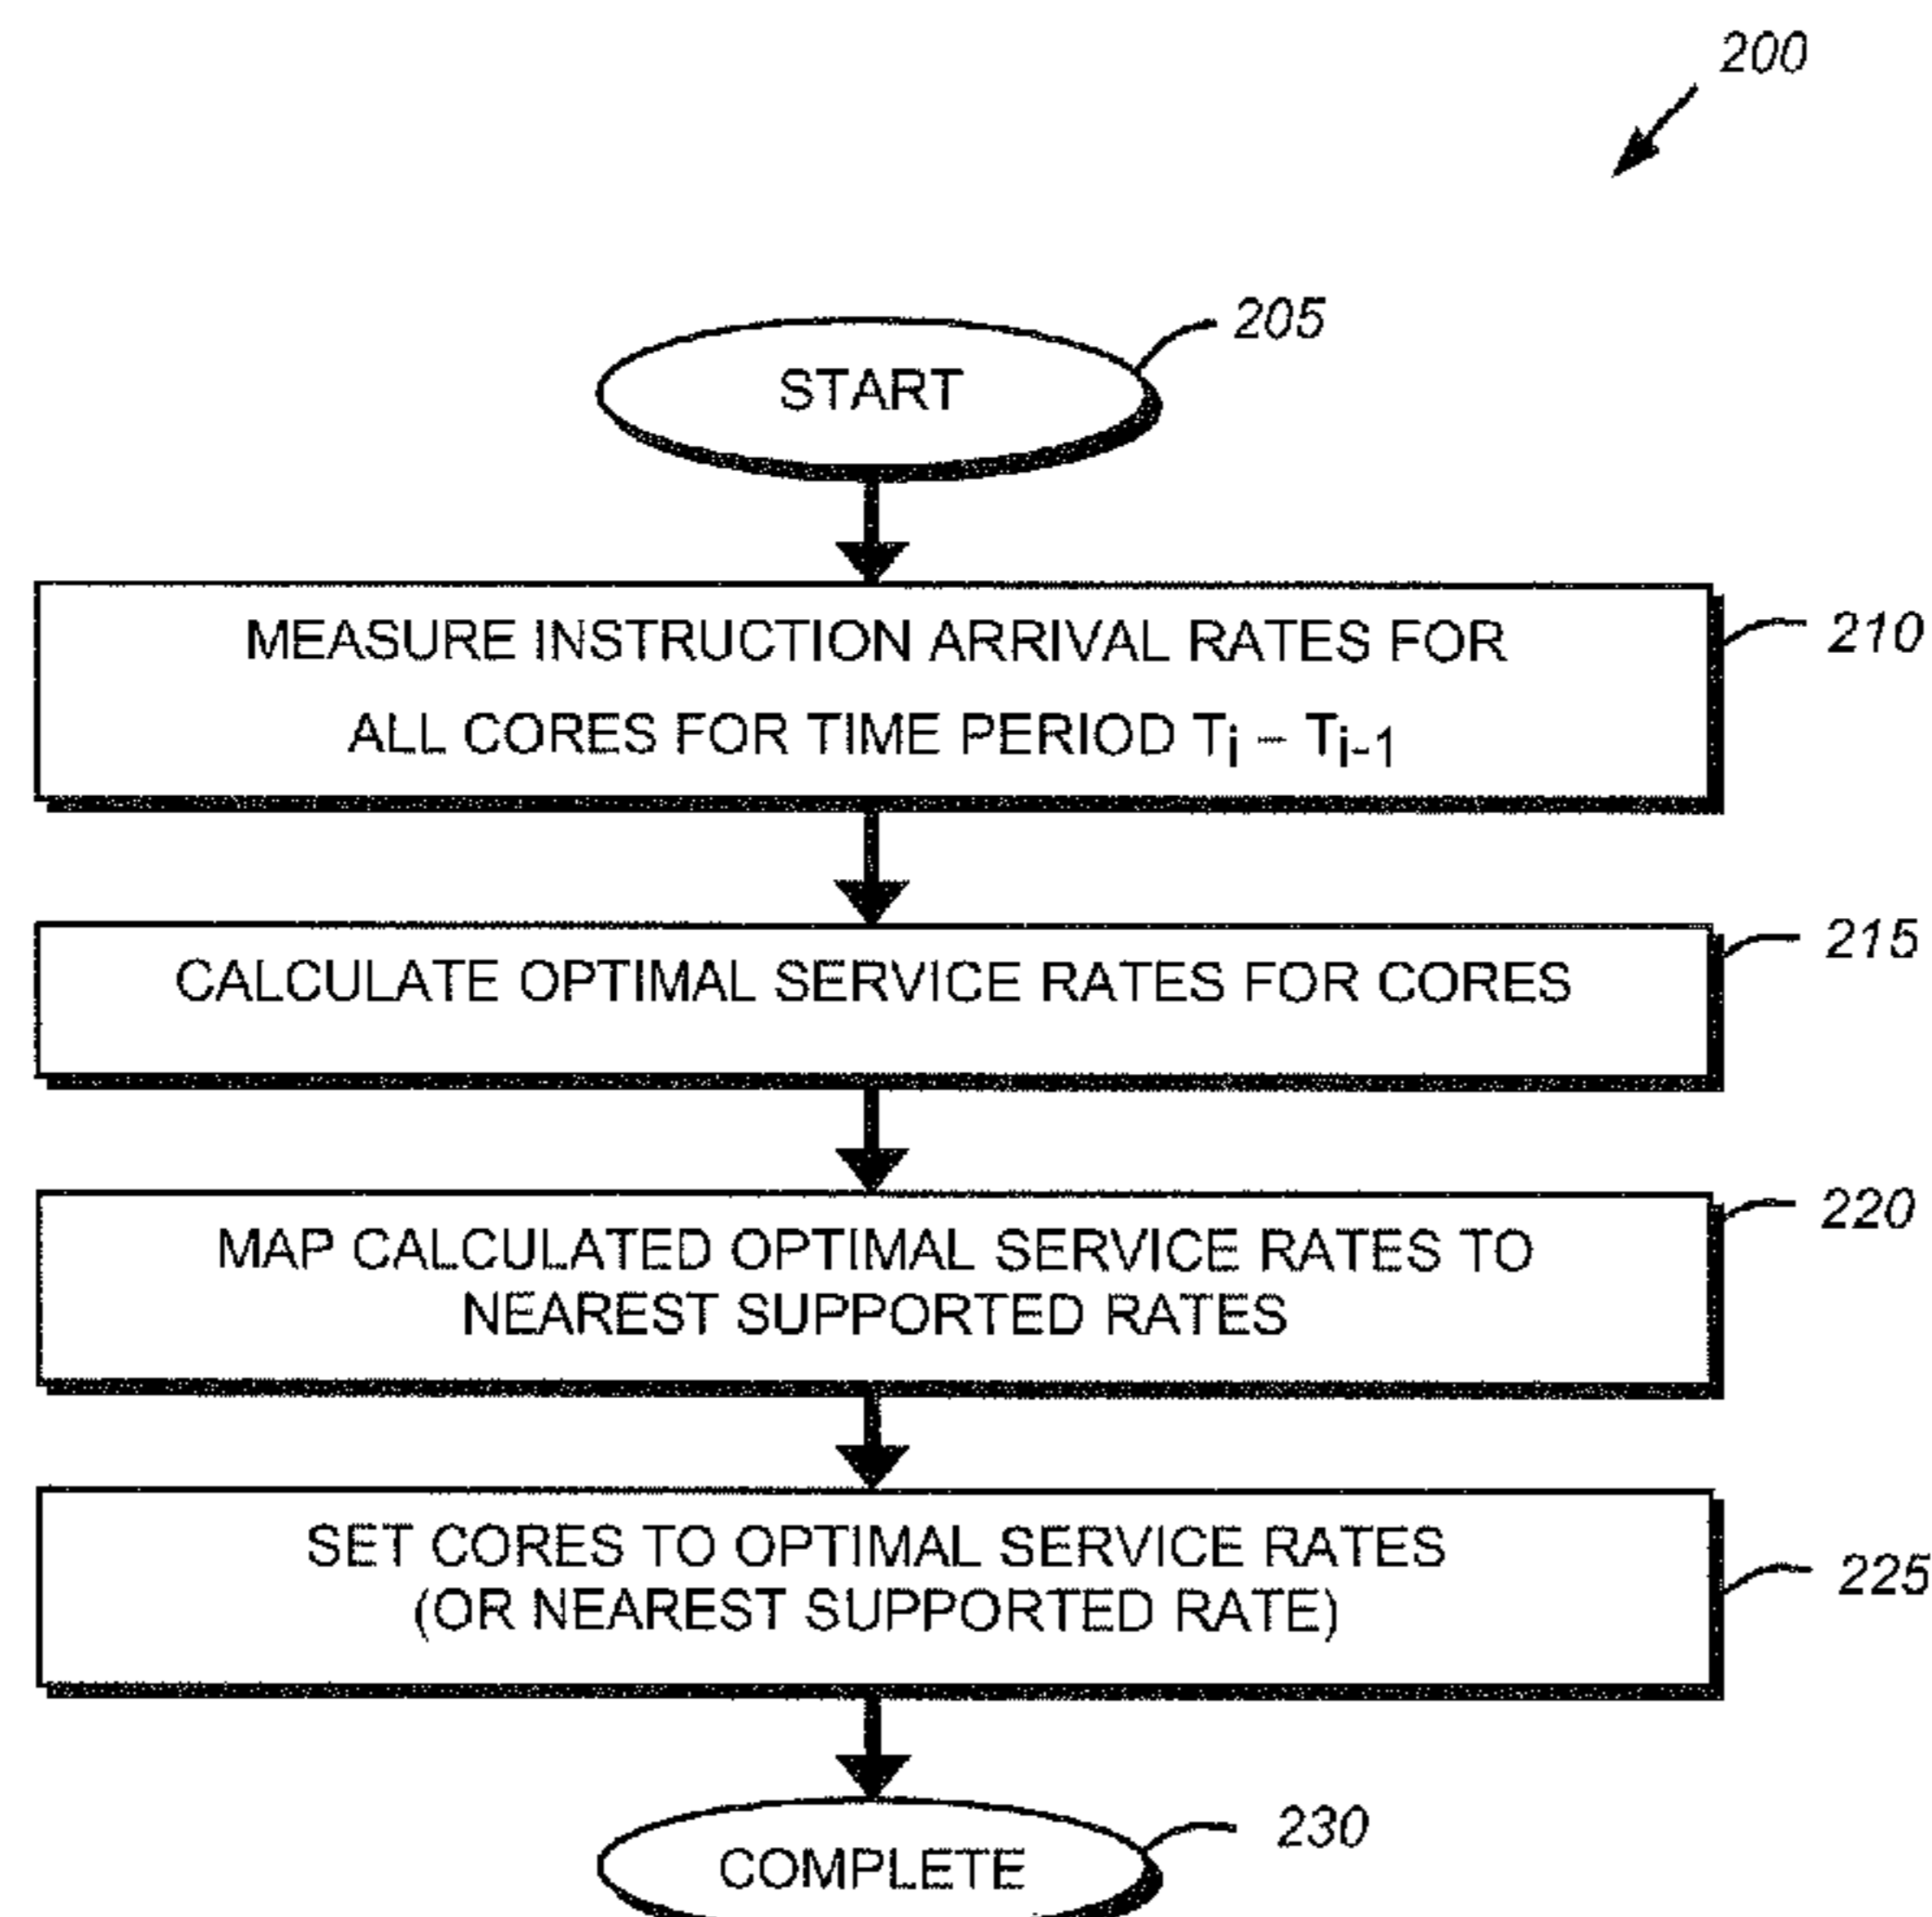 200
START
205
MEASURE INSTRUCTION ARRIVAL RATES FOR
ALL CORES FOR TIME PERIOD Ti – Ti-1
210
CALCULATE OPTIMAL SERVICE RATES FOR CORES
215
MAP CALCULATED OPTIMAL SERVICE RATES TO
NEAREST SUPPORTED RATES
220
SET CORES TO OPTIMAL SERVICE RATES
(OR NEAREST SUPPORTED RATE)
225
COMPLETE
230